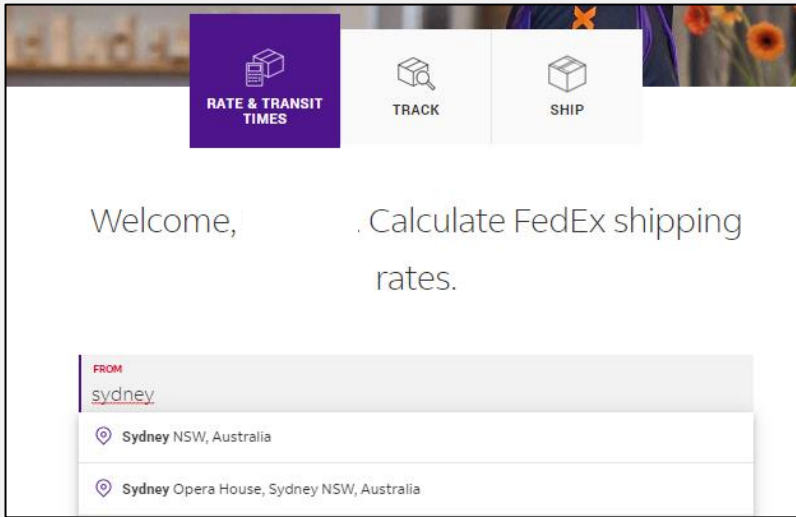 RATE & TRANSIT
TIMES
TRACK
SHIP
Welcome, . Calculate FedEx shipping
rates.
FROM
sydney
Sydney NSW, Australia
Sydney Opera House, Sydney NSW, Australia